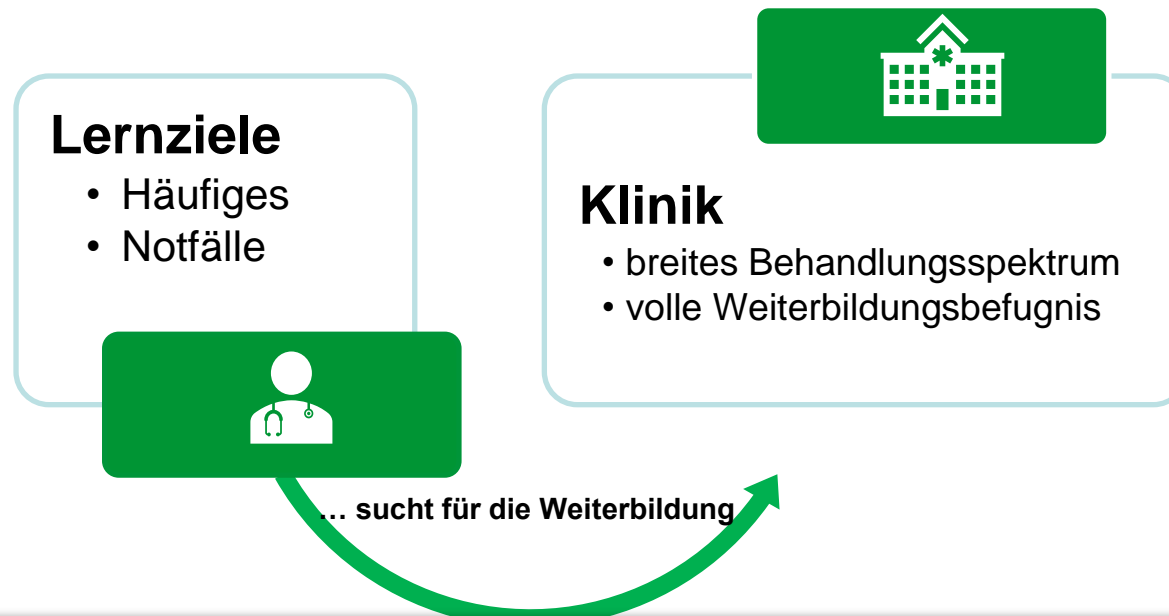 Lernziele
• Häufiges
• Notfälle
Klinik
• breites Behandlungsspektrum
• volle Weiterbildungsbefugnis
… sucht für die Weiterbildung